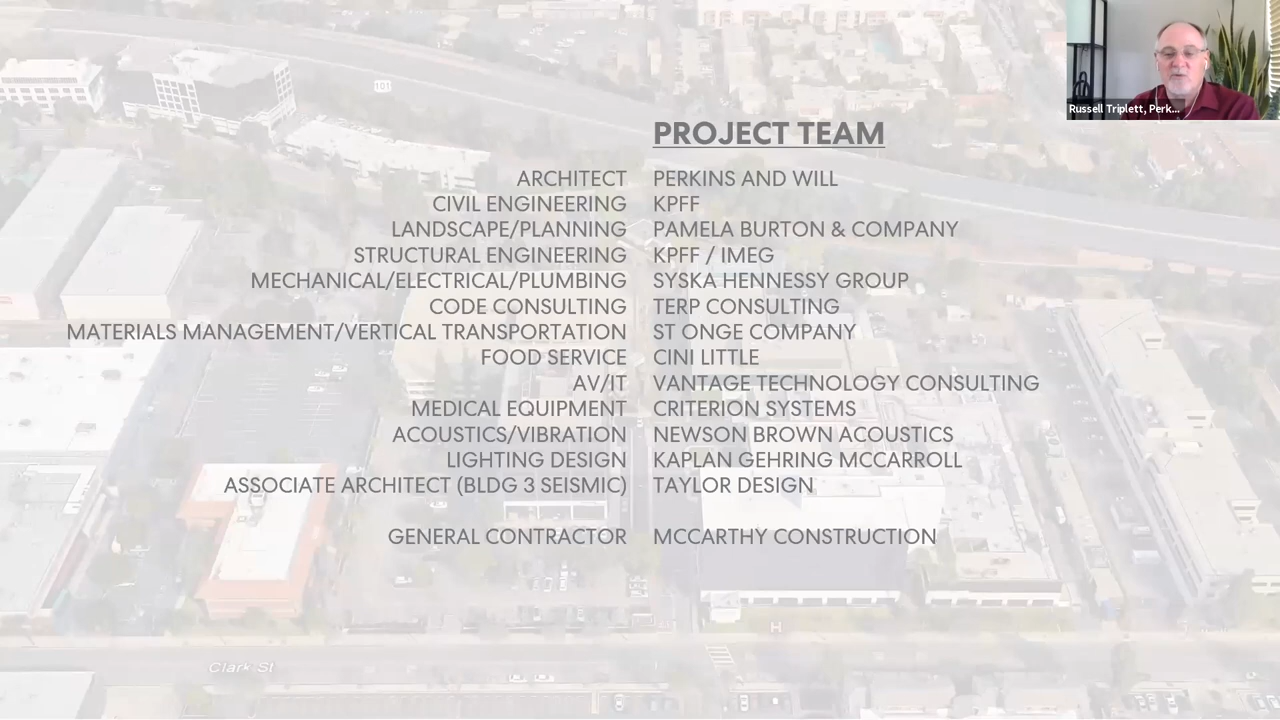 101
Russell Triplett, Perk...
PROJECT TEAM
ARCHITECT PERKINS AND WILL
CIVIL ENGINEERING KPFF
LANDSCAPE/PLANNING PAMELA BURTON & COMPANY
STRUCTURAL ENGINEERING KPFF / IMEG
MECHANICAL/ELECTRICAL/PLUMBING SYSKA HENNESSY GROUP
CODE CONSULTING TERP CONSULTING
MATERIALS MANAGEMENT/VERTICAL TRANSPORTATION ST ONGE COMPANY
FOOD SERVICE CINI LITTLE
AV/IT VANTAGE TECHNOLOGY CONSULTING
MEDICAL EQUIPMENT CRITERION SYSTEMS
ACOUSTICS/VIBRATION NEWSON BROWN ACOUSTICS
LIGHTING DESIGN KAPLAN GEHRING MCCARROLL
ASSOCIATE ARCHITECT (BLDG 3 SEISMIC) TAYLOR DESIGN
GENERAL CONTRACTOR MCCARTHY CONSTRUCTION
H
Clark St